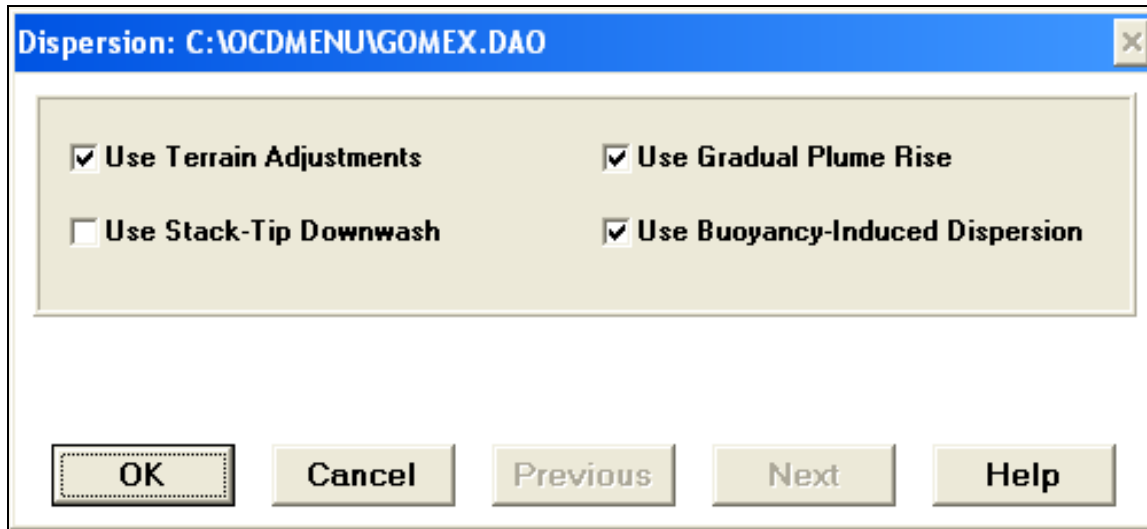 Dispersion: C:\OCDMENU\GOMEX.DAO
Use Terrain Adjustments Use Gradual Plume Rise
Use Stack-Tip Downwash Use Buoyancy-Induced Dispersion
OK Cancel Previous Next Help